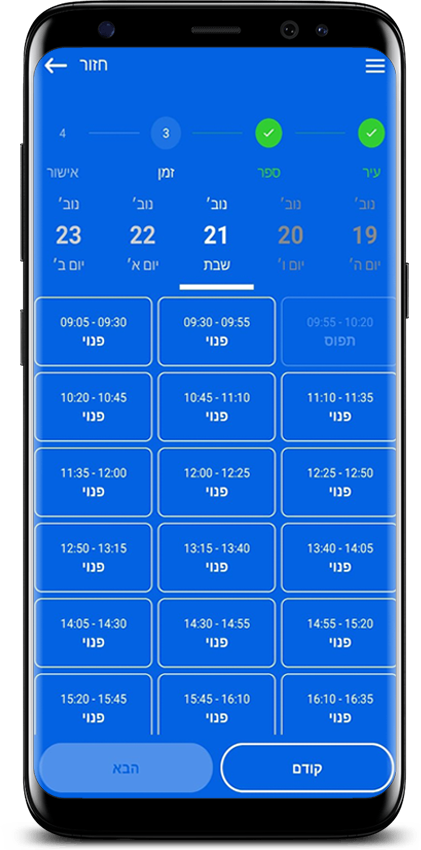 חזור
4 3
עיר ספר זמן אישור
נוב׳ נוב׳ נוב׳ נוב׳ נוב׳
19 20 21 22 23
יום ה׳ יום ו׳ שבת יום א׳ יום ב׳
09:05 - 09:30 09:30 - 09:55 09:55 - 10:20
פנוי פנוי תפוס
10:20 - 10:45 10:45 - 11:10 11:10 - 11:35
פנוי פנוי פנוי
11:35 - 12:00 12:00 - 12:25 12:25 - 12:50
פנוי פנוי פנוי
12:50 - 13:15 13:15 - 13:40 13:40 - 14:05
פנוי פנוי פנוי
14:05 - 14:30 14:30 - 14:55 14:55 - 15:20
פנוי פנוי פנוי
15:20 - 15:45 15:45 - 16:10 16:10 - 16:35
פנוי פנוי פנוי
קודם הבא